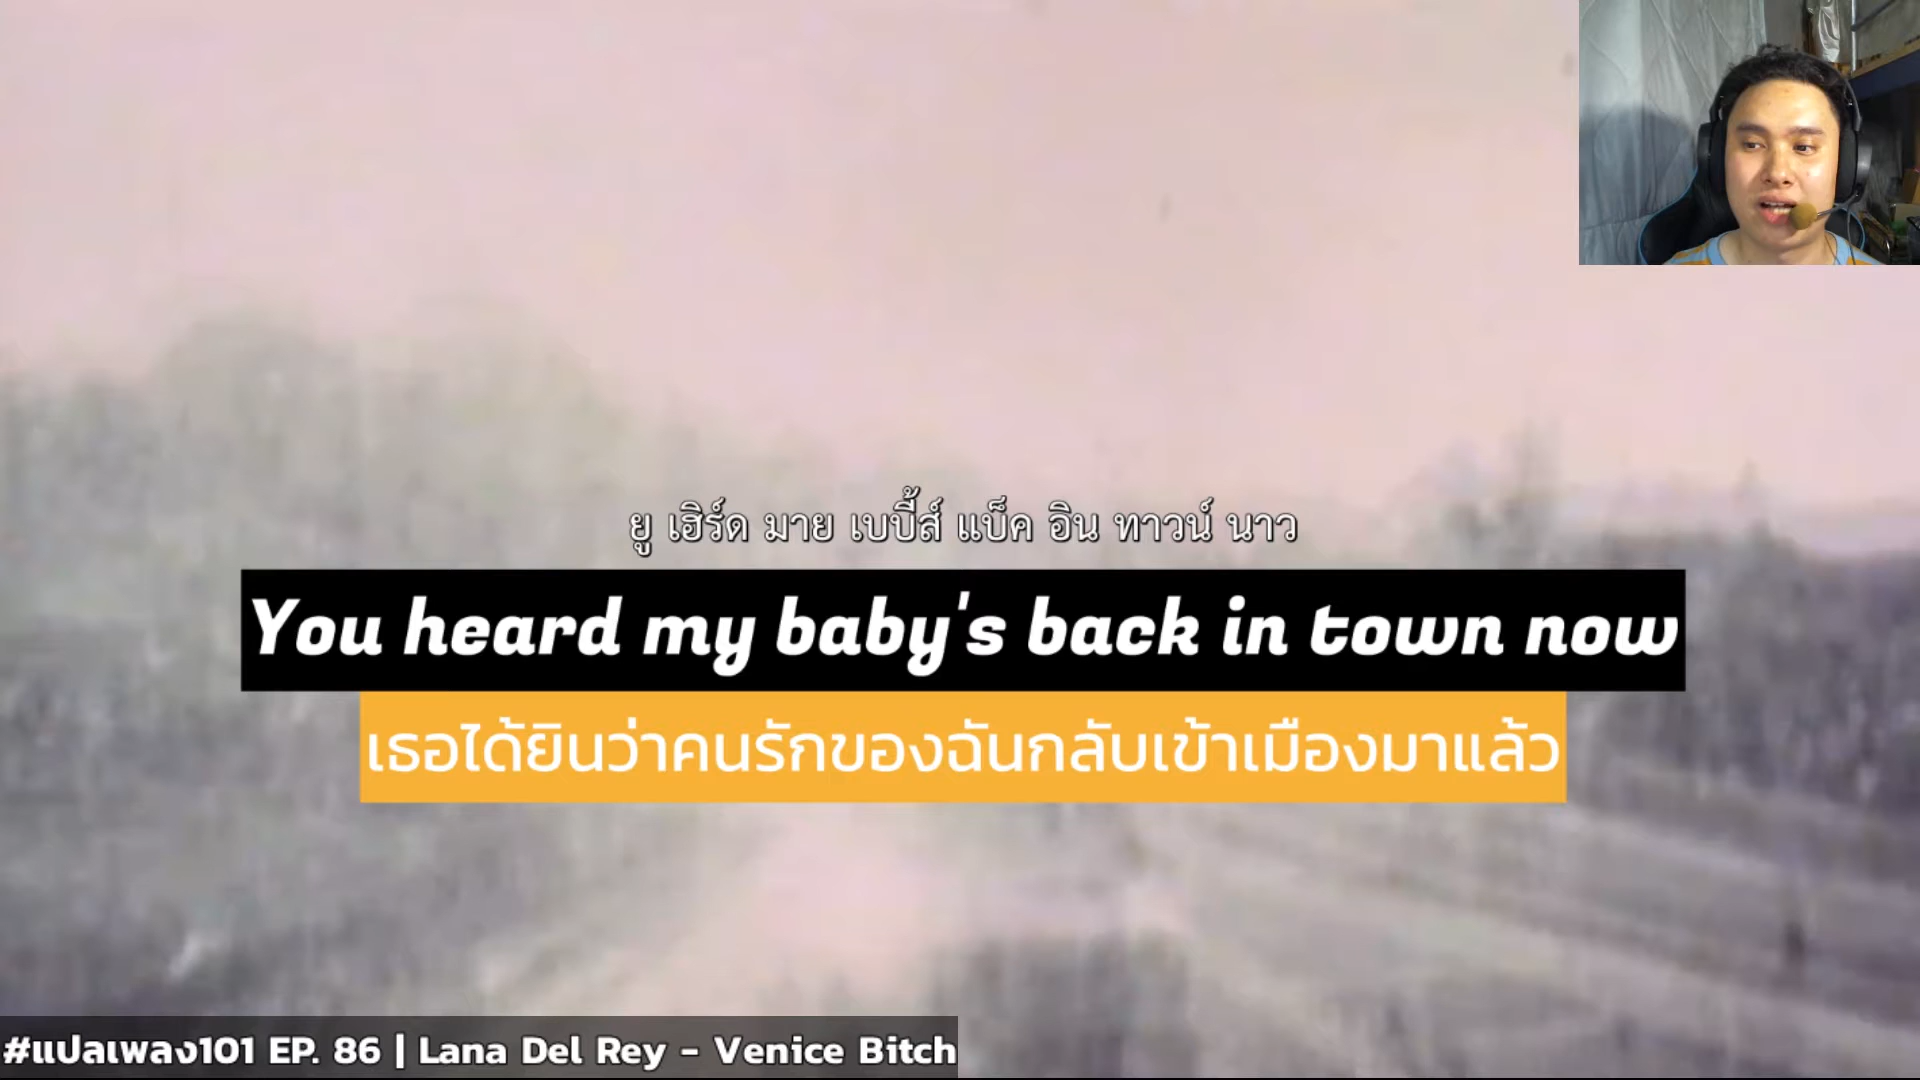 ยู เฮิร์ด มาย เบบี้ส์ แบ็ค อิน ทาวน์ นาว
You heard my baby's back in town now
เธอได้ยินว่าคนรักของฉันกลับเข้าเมืองมาแล้ว
#แปลเพลง101 EP. 86 | Lana Del Rey - Venice Bitch